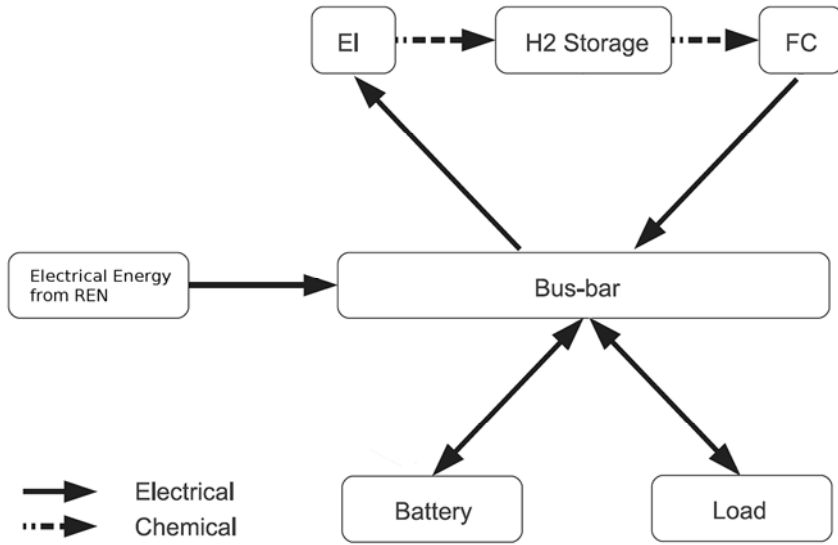 El
H2 Storage
FC
Electrical Energy
from REN
Bus-bar
Battery
Load
Electrical
Chemical